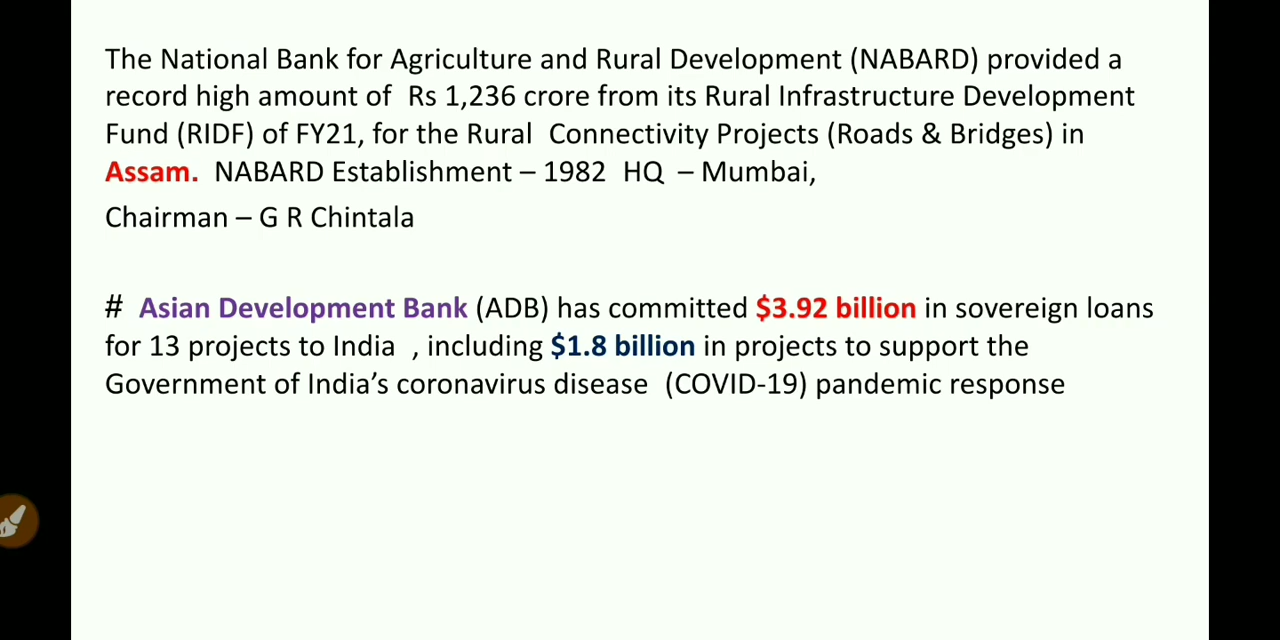 The National Bank for Agriculture and Rural Development (NABARD) provided a
record high amount of Rs 1,236 crore from its Rural Infrastructure Development
Fund (RIDF) of FY21, for the Rural Connectivity Projects (Roads & Bridges) in
Assam. NABARD Establishment – 1982 HQ – Mumbai,
Chairman – G R Chintala
# Asian Development Bank (ADB) has committed $3.92 billion in sovereign loans
for 13 projects to India , including $1.8 billion in projects to support the
Government of India’s coronavirus disease (COVID-19) pandemic response